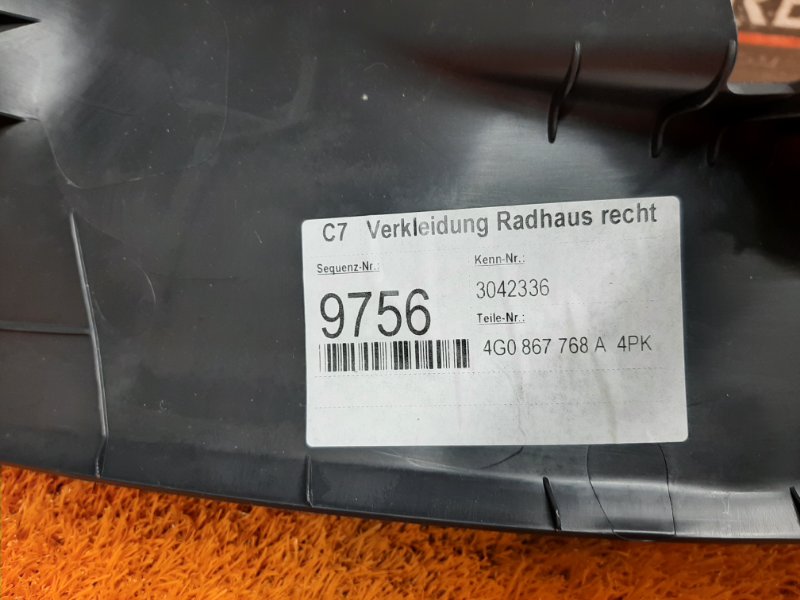 C7 Verkleidung Radhaus recht
Sequenz-Nr.:
9756
Kenn-Nr.:
3042336
Teile-Nr.:
4G0 867 768 A 4PK